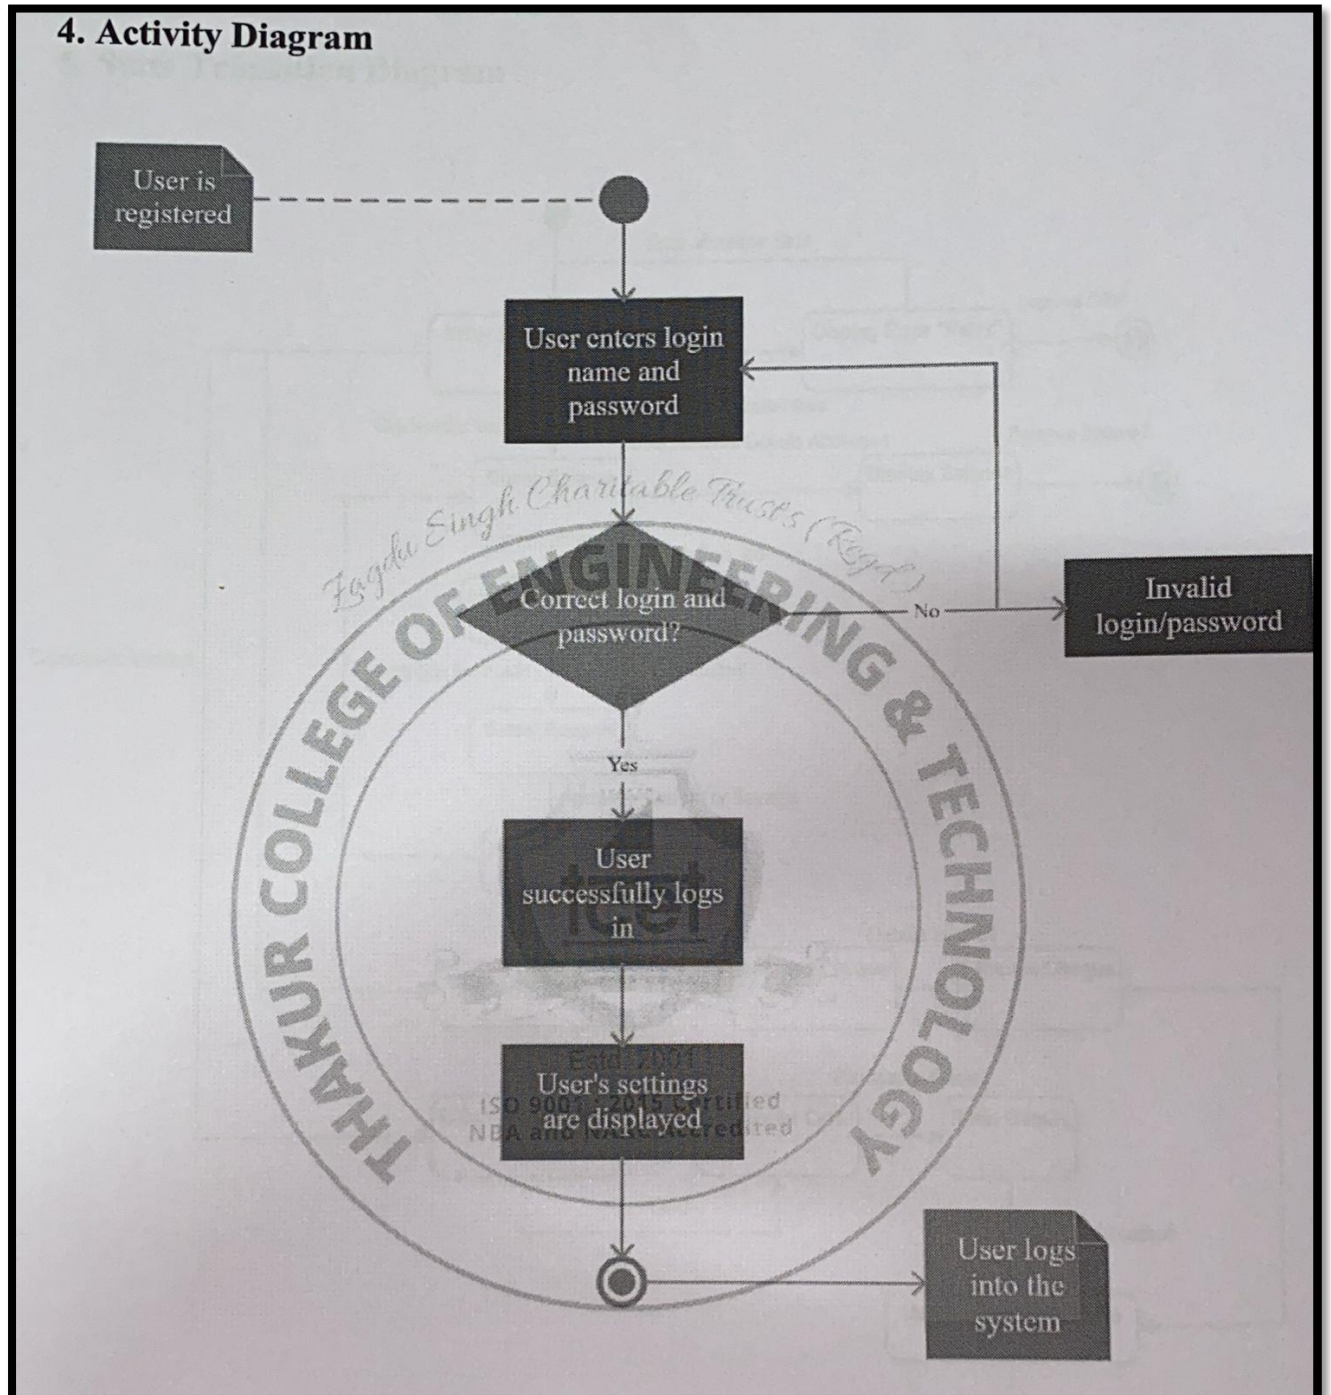 4. Activity Diagram
User is
registered
User enters login
name and
password
Charitable Trust's (Regd)
THAKUR COLLEGE OF ENGINEERING & TECHNOLOGY
Correct login and
password?
No
Invalid
login/password
Yes
User
successfully logs
in
tcet
Estd. 2001
User's settings
are displayed
ISO 9001 : 2015 Certified
NBA and NAAC Accredited
User logs
into the
system